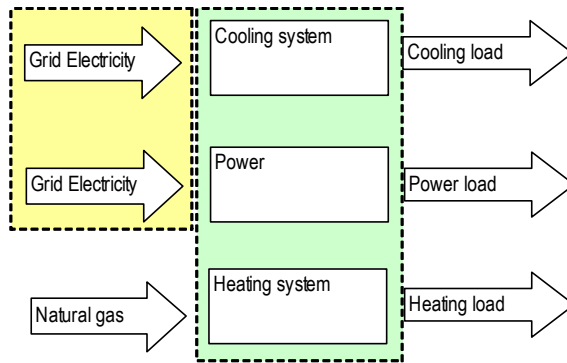 Grid Electricity
Cooling system
Cooling load
Grid Electricity
Power
Power load
Natural gas
Heating system
Heating load